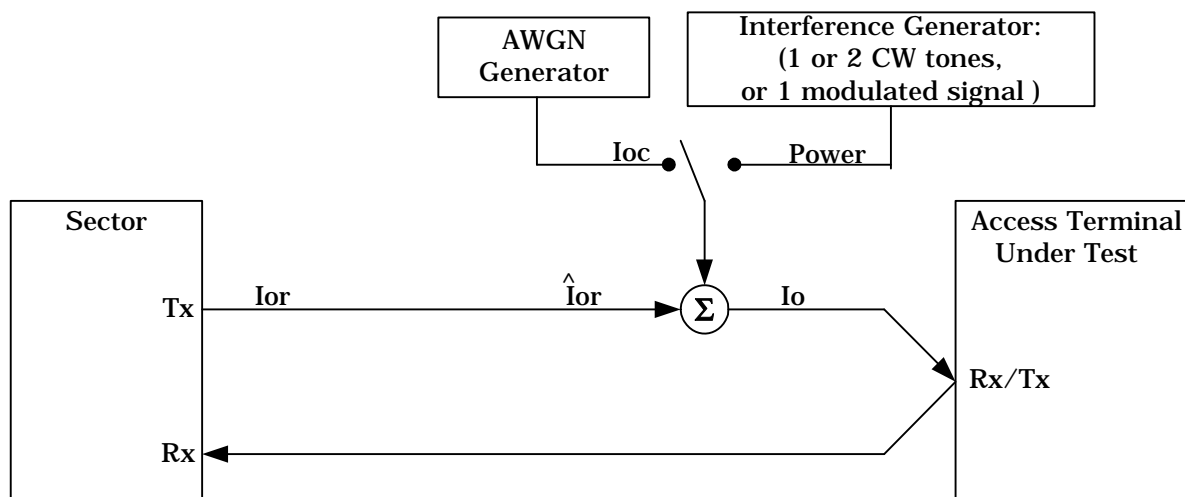 AWGN
Generator
Interference Generator:
(1 or 2 CW tones,
or 1 modulated signal )
Ioc
Power
Sector
Access Terminal
Under Test
Tx
Ior
Îor
Σ
Io
Rx/Tx
Rx